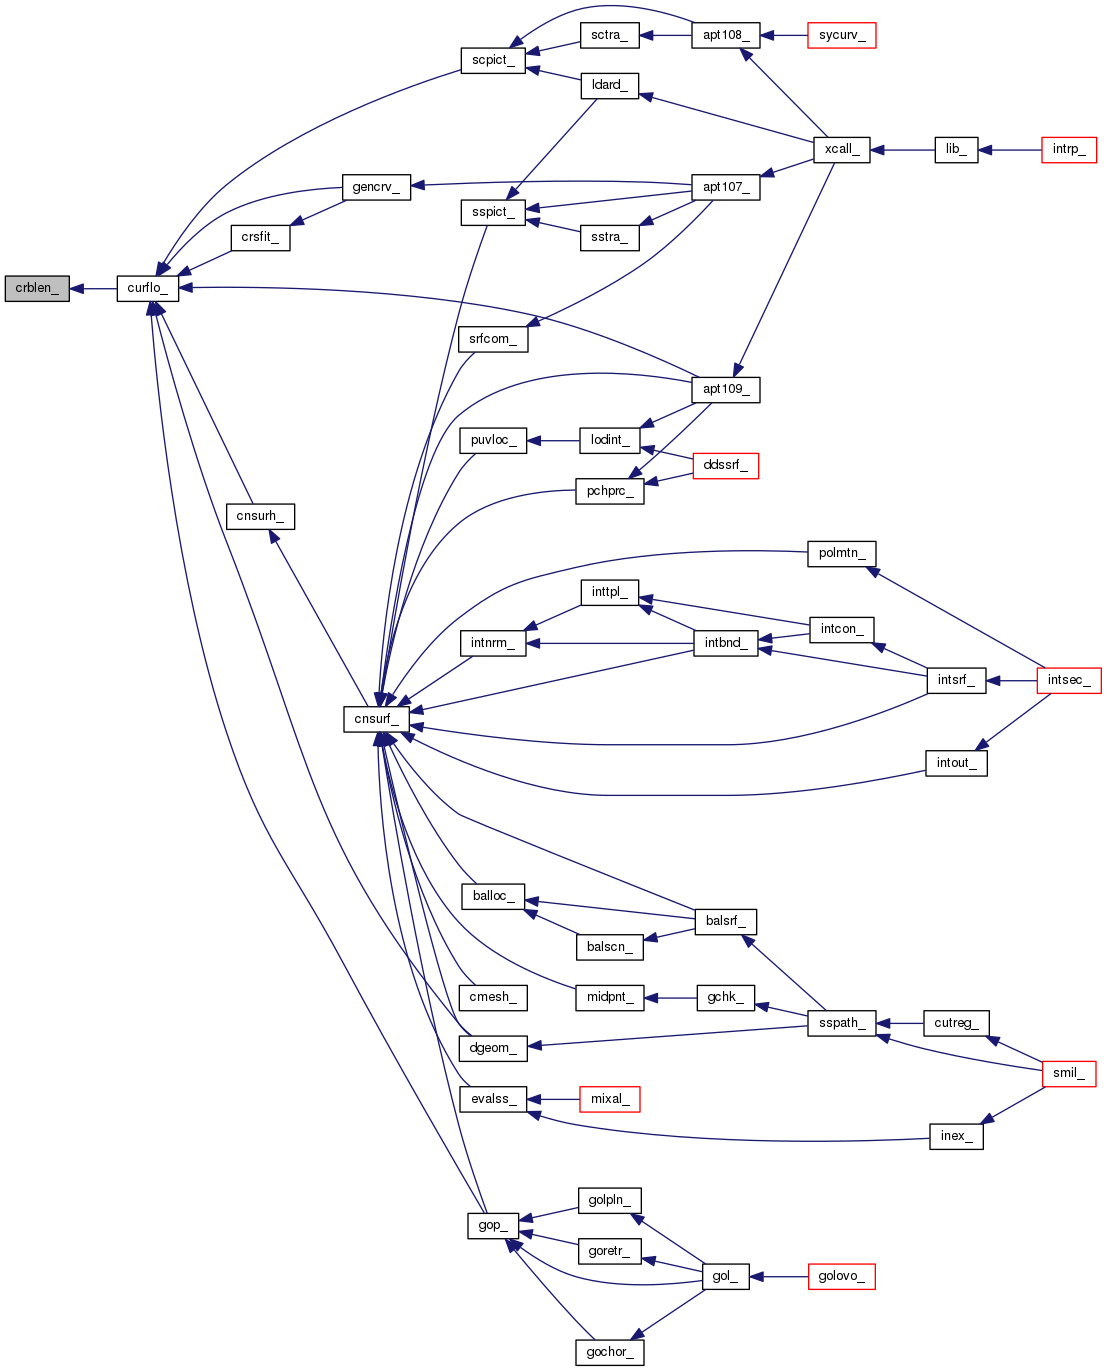 sctra_
apt108_
sycurv_
scpict_
ldard_
xcall_
lib_
intrp_
gencrv_
apt107_
sspict_
crsfit_
sstra_
crblen_
curflo_
srfcom_
apt109_
puvloc_
lodint_
ddssrf_
pchprc_
cnsurh_
polmtn_
inttpl_
intcon_
intnrm_
intbnd_
intsrf_
intsec_
cnsurf_
intout_
balloc_
balsrf_
balscn_
cmesh_
midpnt_
gchk_
sspath_
cutreg_
dgeom_
smil_
evalss_
mixal_
inex_
golpln_
gop_
goretr_
gol_
golovo_
gochor_